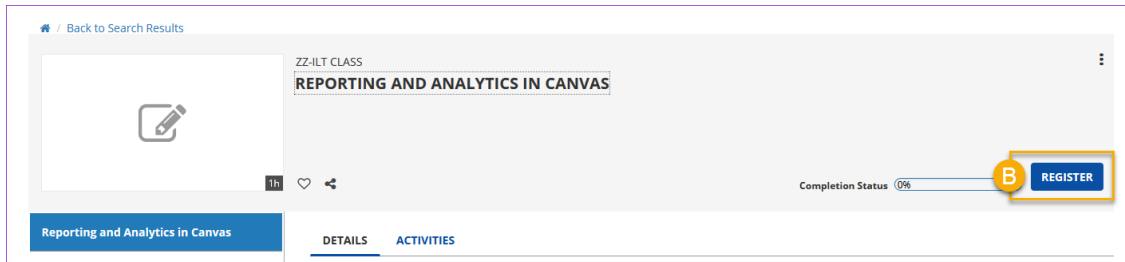 / Back to Search Results
ZZ-ILT CLASS
REPORTING AND ANALYTICS IN CANVAS
1h
Completion Status 0%
B
REGISTER
Reporting and Analytics in Canvas
DETAILS ACTIVITIES